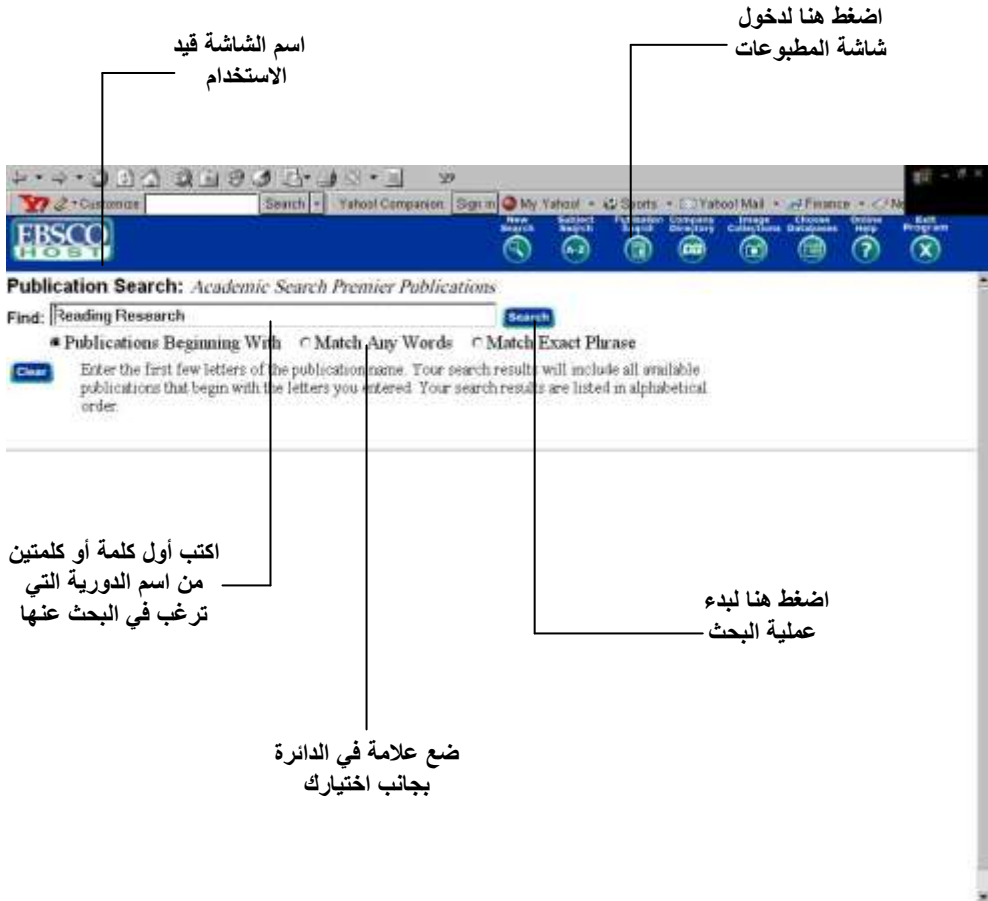 اضغط هنا لدخول
شاشة المطبوعات
اسم الشاشة قيد
الاستخدام
Customize Search Yahoo! Companion Sign in My Yahoo! Sports Yahoo! Mail Finance
EBSCO
HOST
New Search Subject Search Publication Search Company Directory Image Collections Choose Databases Online Help Exit Program
A-Z
Publication Search: Academic Search Premier Publications
Find: Reading Research Search
Publications Beginning With Match Any Words Match Exact Phrase
Clear Enter the first few letters of the publication name. Your search results will include all available
publications that begin with the letters you entered. Your search results are listed in alphabetical
order.
اكتب أول كلمة أو كلمتين
من اسم الدورية التي
ترغب في البحث عنها
اضغط هنا لبدء
عملية البحث
ضع علامة في الدائرة
بجانب اختيارك